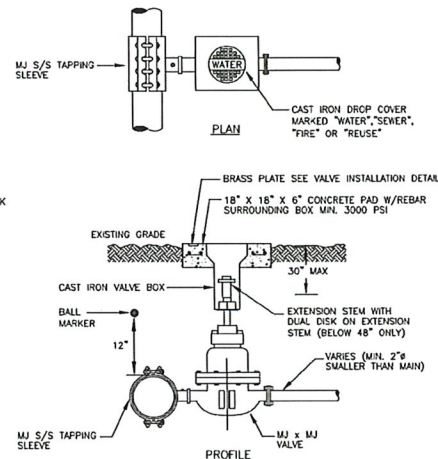 MJ S/S TAPPING
SLEEVE
WATER
CAST IRON DROP COVER
MARKED "WATER","SEWER",
"FIRE" OR "REUSE"
PLAN
BRASS PLATE SEE VALVE INSTALLATION DETAIL
18" X 18" X 6" CONCRETE PAD W/REBAR
SURROUNDING BOX MIN. 3000 PSI
K
EXISTING GRADE
30" MAX
CAST IRON VALVE BOX
BALL
MARKER
EXTENSION STEM WITH
DUAL DISK ON EXTENSION
STEM (BELOW 48" ONLY)
12"
VARIES (MIN. 2"ø
SMALLER THAN MAIN)
MJ S/S TAPPING
SLEEVE
MJ x MJ
VALVE
PROFILE